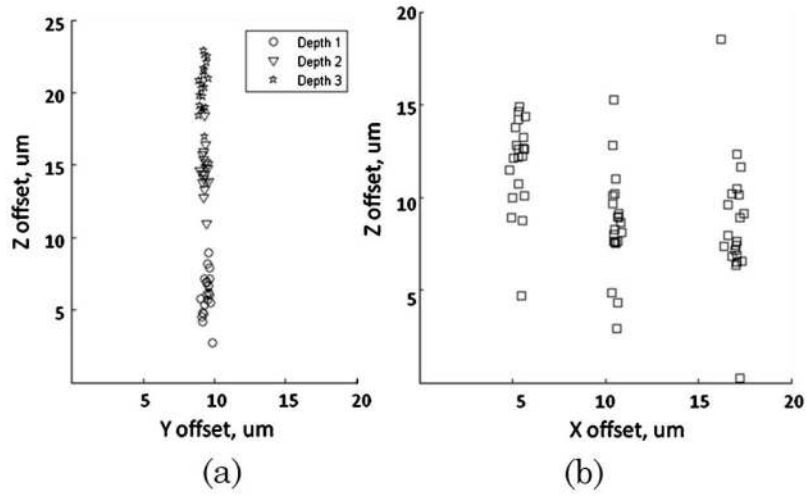 25
20
15
10
5
Z offset, um
5 10 15 20
Y offset, um
Depth 1
Depth 2
Depth 3
(a)
20
15
10
5
Z offset, um
5 10 15 20
X offset, um
(b)